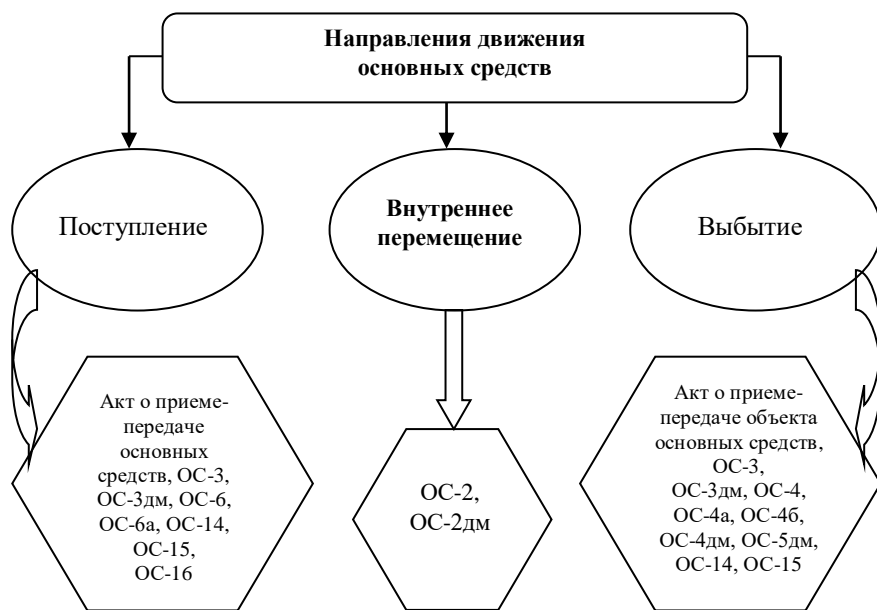 Направления движения
основных средств
Поступление
Внутреннее
перемещение
Выбытие
Акт о приеме-
передаче
основных
средств, ОС-3,
ОС-3дм, ОС-6,
ОС-6а, ОС-14,
ОС-15,
ОС-16
ОС-2,
ОС-2дм
Акт о приеме-
передаче объекта
основных средств,
ОС-3,
ОС-3дм, ОС-4,
ОС-4а, ОС-4б,
ОС-4дм, ОС-5дм,
ОС-14, ОС-15